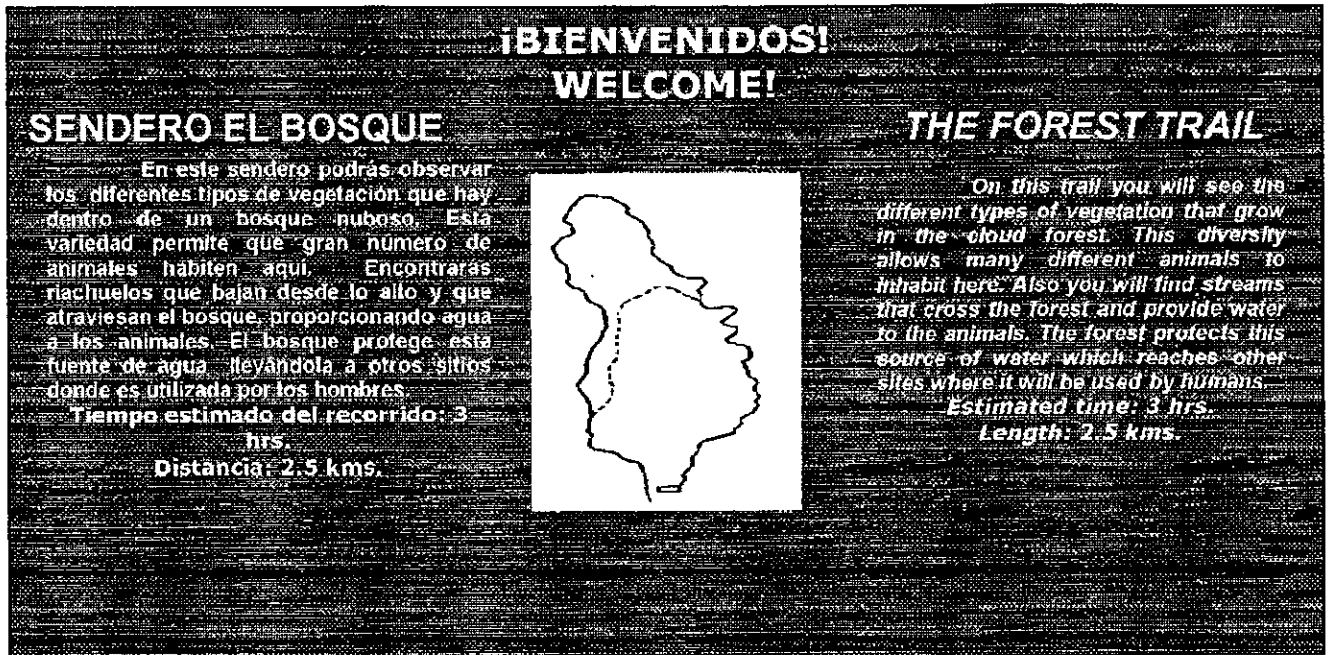 ¡BIENVENIDOS!
WELCOME!
SENDERO EL BOSQUE
En este sendero podrás observar
los diferentes tipos de vegetación que hay
dentro de un bosque nuboso. Esta
variedad permite que gran número de
animales habiten aquí. Encontrarás
riachuelos que bajan desde lo alto y que
atraviesan el bosque, proporcionando agua
a los animales. El bosque protege esta
fuente de agua llevándola a otros sitios
donde es utilizada por los hombres.
Tiempo estimado del recorrido: 3
hrs.
Distancia: 2.5 kms.
THE FOREST TRAIL
On this trail you will see the
different types of vegetation that grow
in the cloud forest. This diversity
allows many different animals to
inhabit here. Also you will find streams
that cross the forest and provide water
to the animals. The forest protects this
source of water which reaches other
sites where it will be used by humans.
Estimated time: 3 hrs.
Length: 2.5 kms.